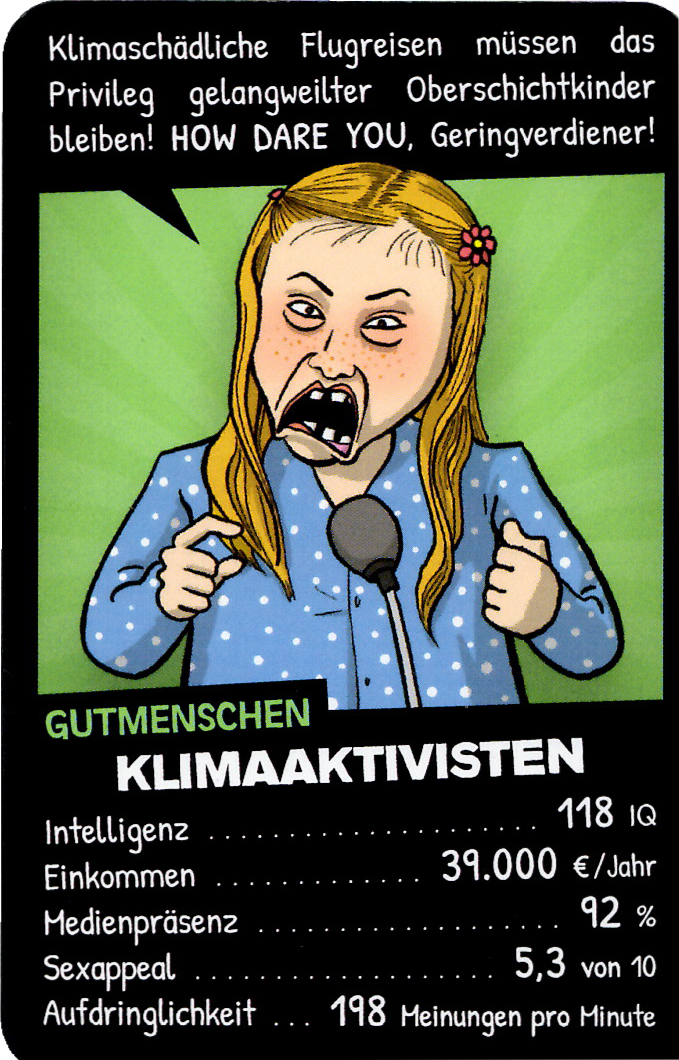 Klimaschädliche Flugreisen müssen das
Privileg gelangweilter Oberschichtkinder
bleiben! HOW DARE YOU, Geringverdiener!
GUTMENSCHEN
KLIMAAKTIVISTEN
Intelligenz ..................... 118 IQ
Einkommen ............. 39.000 €/Jahr
Medienpräsenz ................... 92 %
Sexappeal ................... 5,3 von 10
Aufdringlichkeit ... 198 Meinungen pro Minute